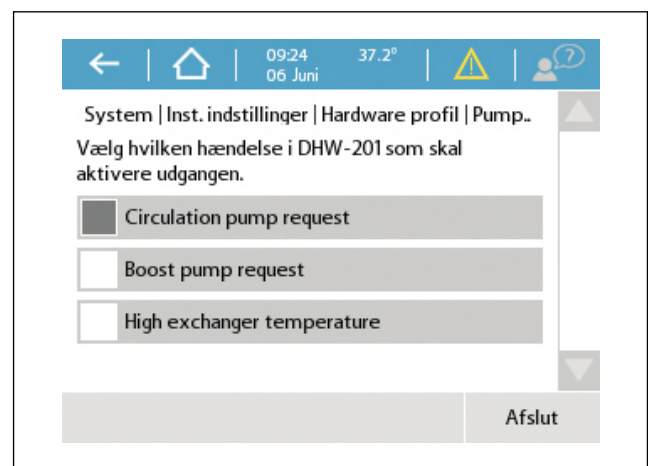 09:24 37.2°
06 Juni
?
System | Inst. indstillinger | Hardware profil | Pump..
Vælg hvilken hændelse i DHW-201 som skal
aktivere udgangen.
Circulation pump request
Boost pump request
High exchanger temperature
Afslut